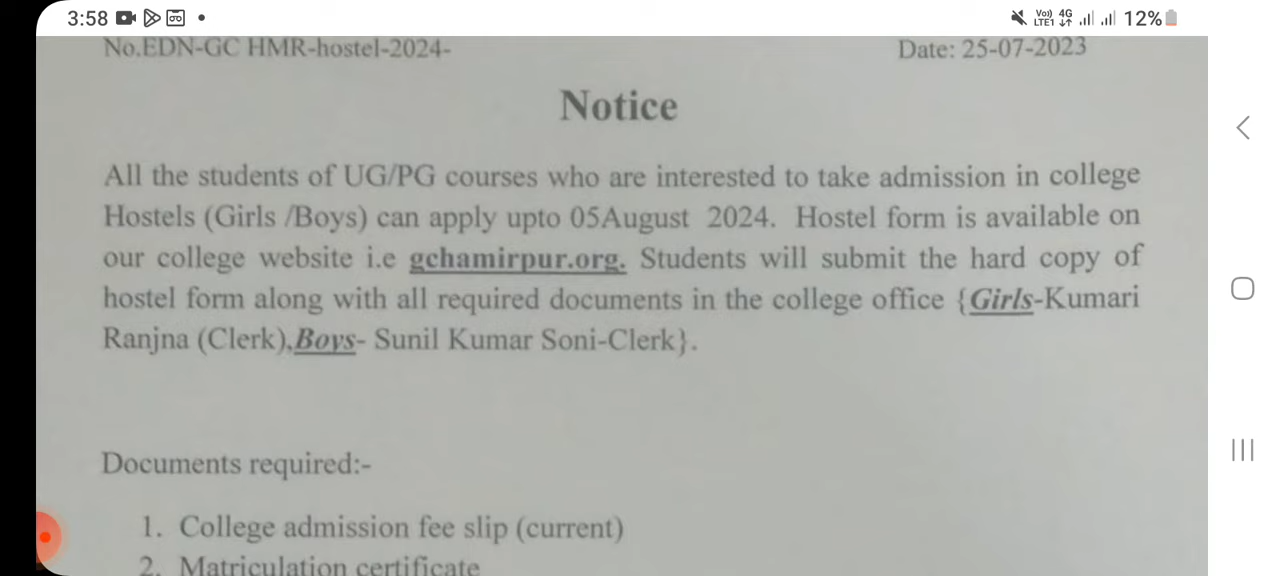 3:58
Vo)) 4G
LTE1
12%
No.EDN-GC HMR-hostel-2024-
Date: 25-07-2023
Notice
All the students of UG/PG courses who are interested to take admission in college
Hostels (Girls /Boys) can apply upto 05August 2024. Hostel form is available on
our college website i.e gchamirpur.org. Students will submit the hard copy of
hostel form along with all required documents in the college office {Girls-Kumari
Ranjna (Clerk),Boys- Sunil Kumar Soni-Clerk}.
Documents required:-
1. College admission fee slip (current)
2. Matriculation certificate